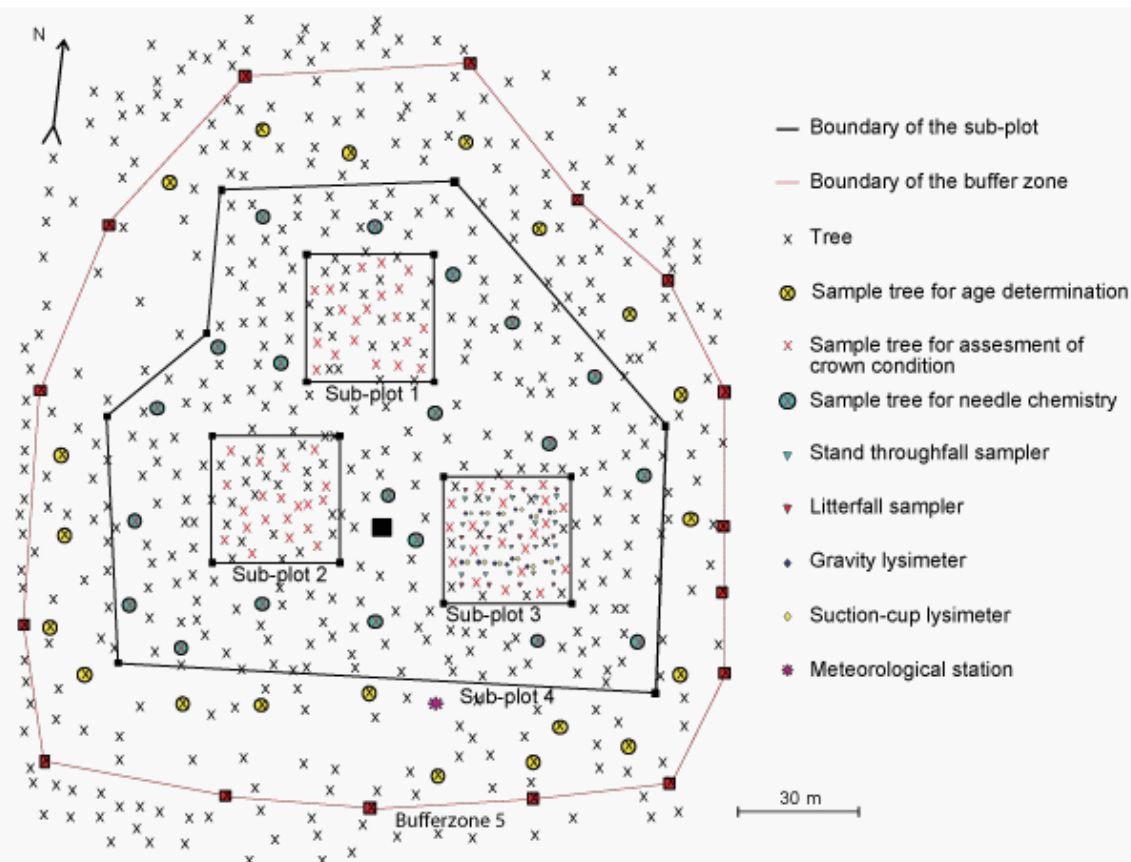 N
Boundary of the sub-plot
Boundary of the buffer zone
Tree
Sample tree for age determination
Sample tree for assesment of
crown condition
Sample tree for needle chemistry
Stand throughfall sampler
Litterfall sampler
Gravity lysimeter
Suction-cup lysimeter
Meteorological station
Sub-plot 1
Sub-plot 2
Sub-plot 3
Sub-plot 4
30 m
Bufferzone 5